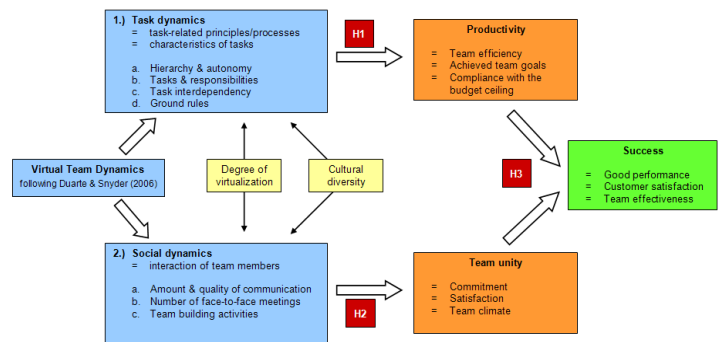 1.) Task dynamics
= task-related principles/processes
= characteristics of tasks
a. Hierarchy & autonomy
b. Tasks & responsibilities
c. Task interdependency
d. Ground rules
H1
Productivity
= Team efficiency
= Achieved team goals
= Compliance with the
budget ceiling
Virtual Team Dynamics
following Duarte & Snyder (2006)
Degree of
virtualization
Cultural
diversity
H3
Success
= Good performance
= Customer satisfaction
= Team effectiveness
2.) Social dynamics
= interaction of team members
a. Amount & quality of communication
b. Number of face-to-face meetings
c. Team building activities
H2
Team unity
= Commitment
= Satisfaction
= Team climate